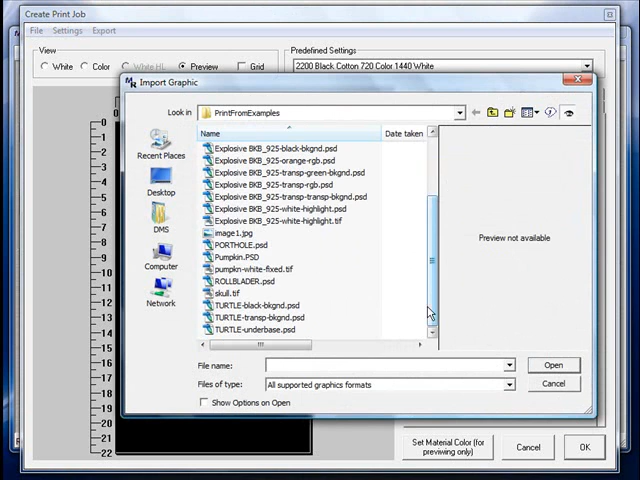 Create Print Job
File Settings Export
View
White Color White HL Preview Grid
Predefined Settings
2200 Black Cotton 720 Color 1440 White
MR Import Graphic
Look in PrintFromExamples
Name Date taken
Explosive BKB_925-black-bkgnd.psd
Explosive BKB_925-orange-rgb.psd
Explosive BKB_925-transp-green-bkgnd.psd
Explosive BKB_925-transp-rgb.psd
Explosive BKB_925-transp-transp-bkgnd.psd
Explosive BKB_925-white-highlight.psd
Explosive BKB_925-white-highlight.tif
image1.jpg
PORTHOLE.psd
Pumpkin.PSD
pumpkn-white-fixed.tif
ROLLBLADER.psd
skull.tif
TURTLE-black-bkgnd.psd
TURTLE-transp-bkgnd.psd
TURTLE-underbase.psd
Recent Places
Desktop
DMS
Computer
Network
Preview not available
File name:
Open
Files of type: All supported graphics formats
Cancel
Show Options on Open
0
0
1
2
3
4
5
6
7
8
9
10
11
12
13
14
15
16
17
18
19
20
21
22
Set Material Color (for
previewing only)
Cancel
OK